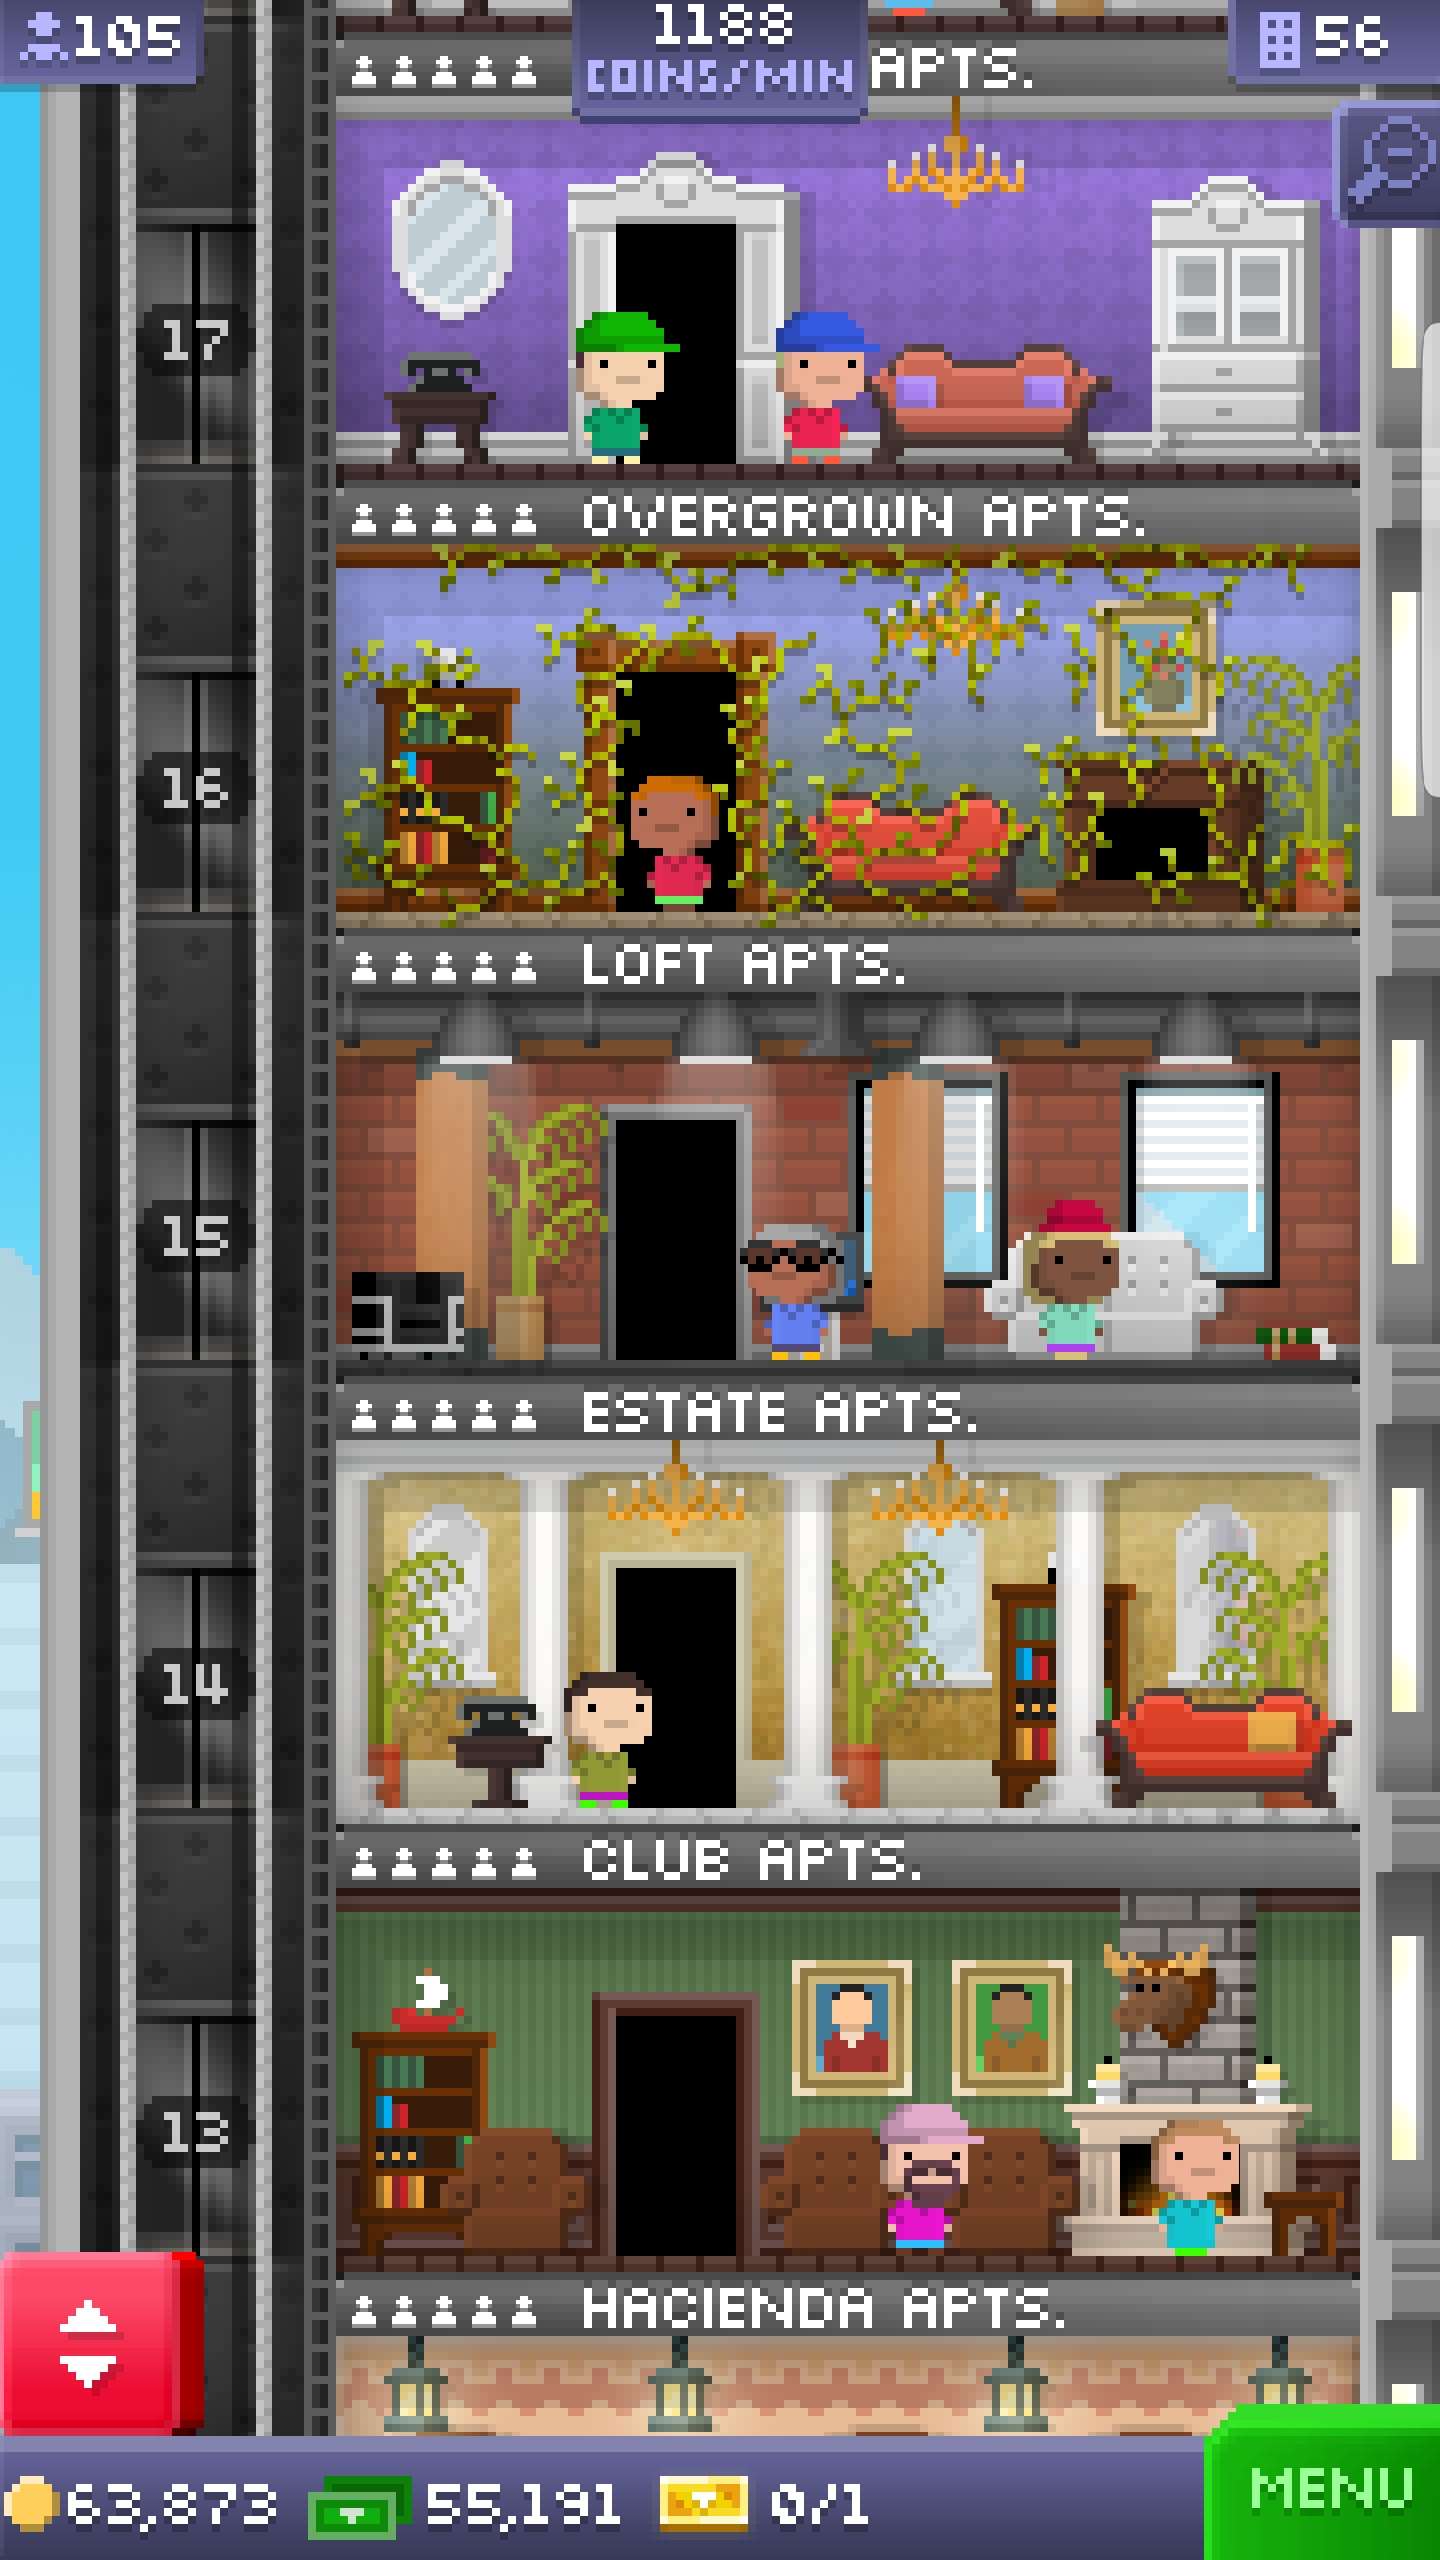 105
1188
COINS/MIN
56
APTS.
17
OVERGROWN APTS.
16
LOFT APTS.
15
ESTATE APTS.
14
CLUB APTS.
13
HACIENDA APTS.
63,873
55,191
0/1
MENU